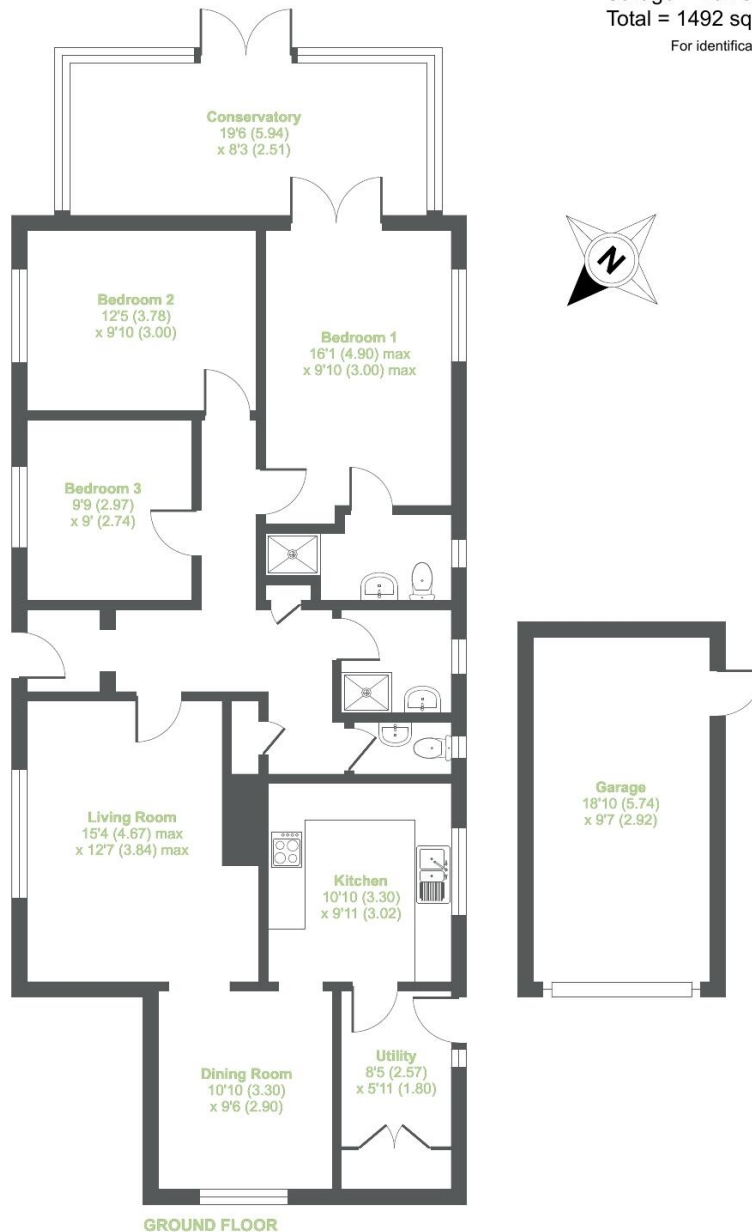 Total = 1492 sq
For identifica
Conservatory
19'6 (5.94)
x 8'3 (2.51)
N
Bedroom 2
12'5 (3.78)
x 9'10 (3.00)
Bedroom 1
16'1 (4.90) max
x 9'10 (3.00) max
Bedroom 3
9'9 (2.97)
x 9' (2.74)
Living Room
15'4 (4.67) max
x 12'7 (3.84) max
Garage
18'10 (5.74)
x 9'7 (2.92)
Kitchen
10'10 (3.30)
x 9'11 (3.02)
Utility
8'5 (2.57)
x 5'11 (1.80)
Dining Room
10'10 (3.30)
x 9'6 (2.90)
GROUND FLOOR